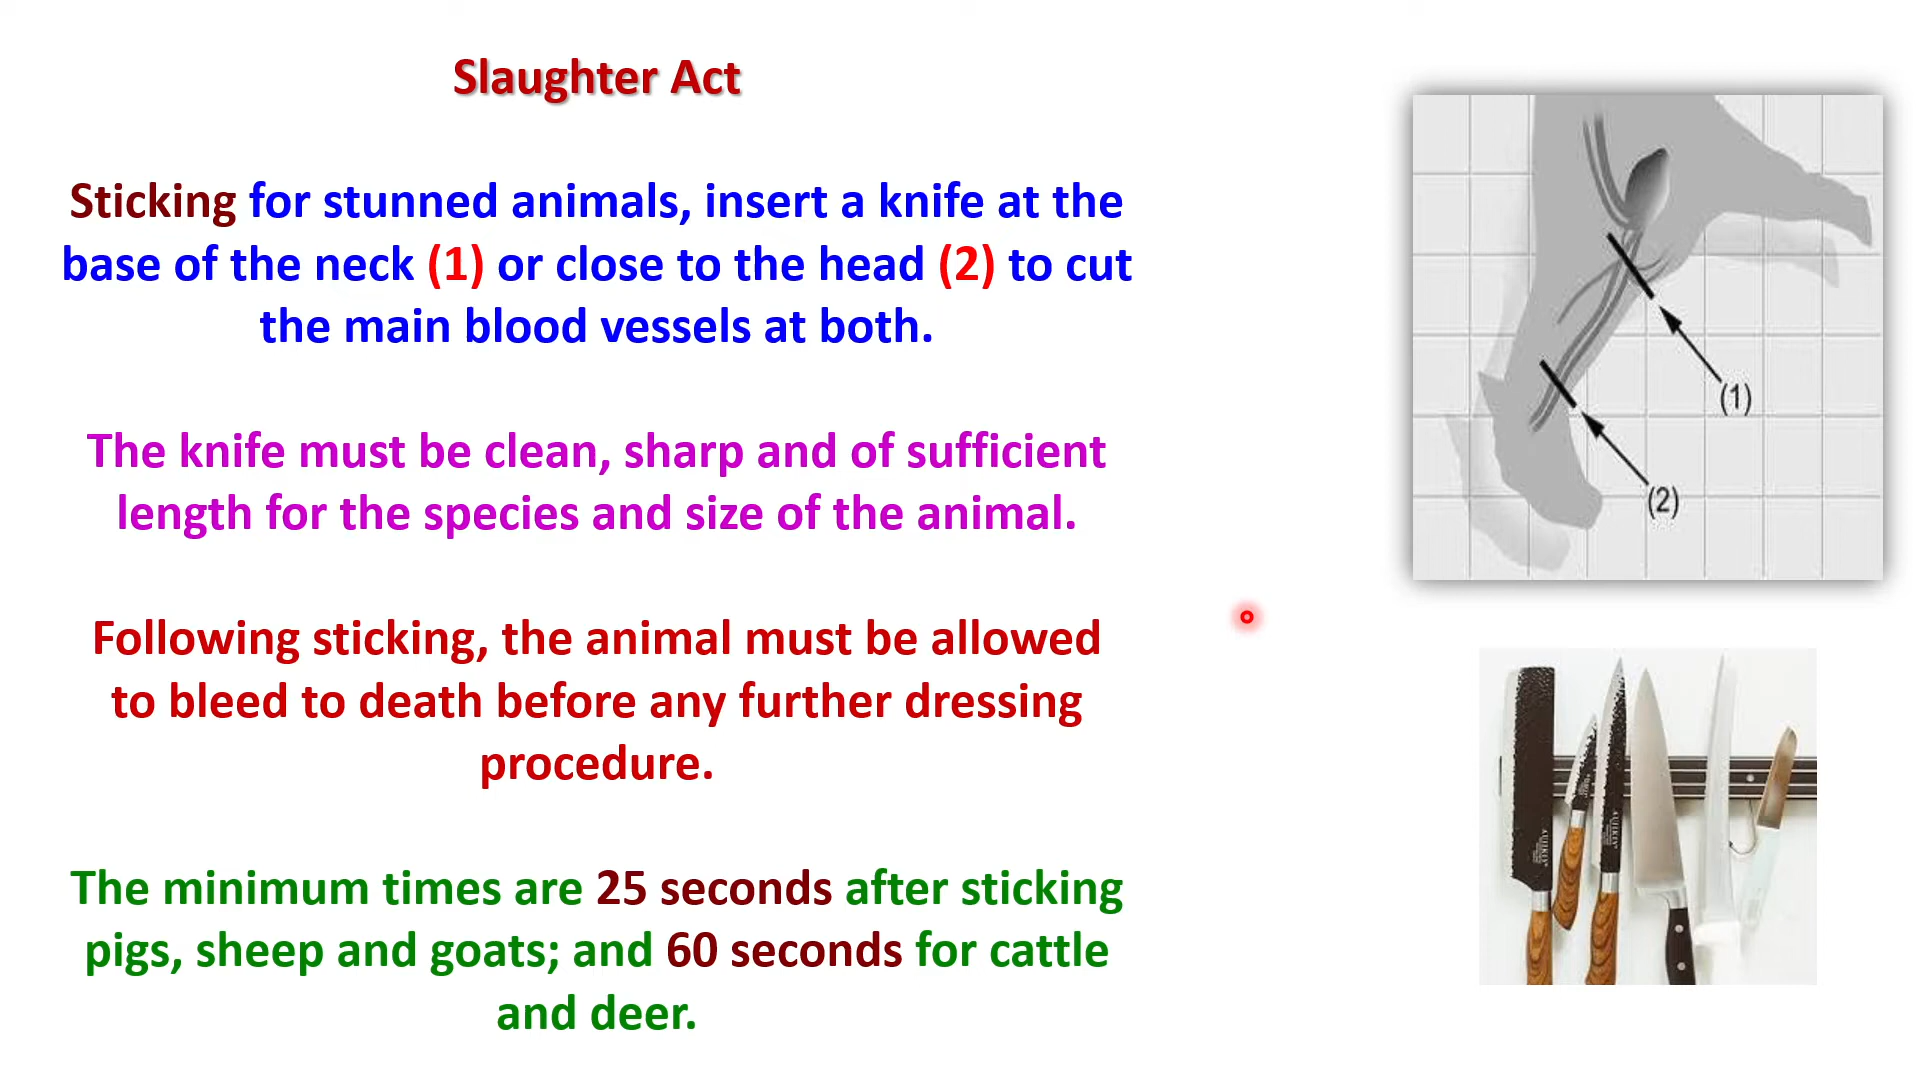 Slaughter Act
Sticking for stunned animals, insert a knife at the
base of the neck (1) or close to the head (2) to cut
the main blood vessels at both.
The knife must be clean, sharp and of sufficient
length for the species and size of the animal.
Following sticking, the animal must be allowed
to bleed to death before any further dressing
procedure.
The minimum times are 25 seconds after sticking
pigs, sheep and goats; and 60 seconds for cattle
and deer.
(1)
(2)